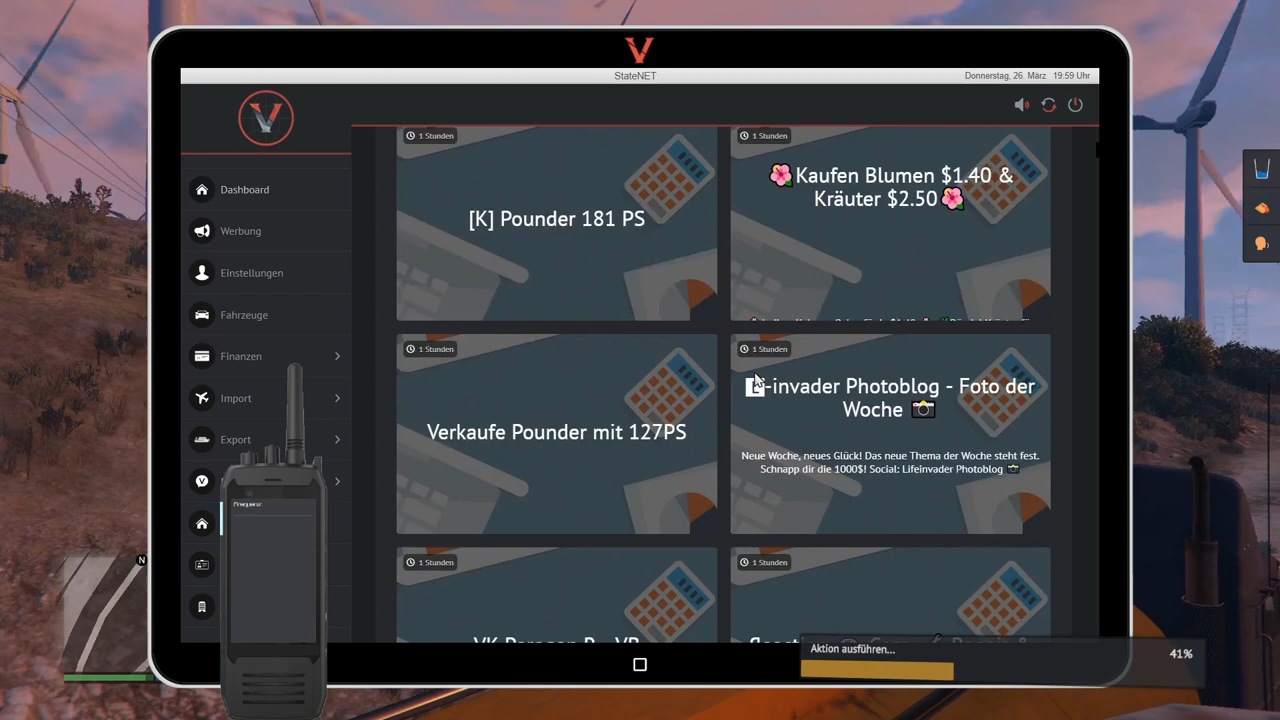 StateNET
Donnerstag, 26. März 19:59 Uhr
Dashboard
Werbung
Einstellungen
Fahrzeuge
Finanzen
Import
Export
1 Stunden
[K] Pounder 181 PS
1 Stunden
🌺Kaufen Blumen $1.40 &
Kräuter $2.50🌺
1 Stunden
Verkaufe Pounder mit 127PS
1 Stunden
-invader Photoblog - Foto der
Woche 📷
Neue Woche, neues Glück! Das neue Thema der Woche steht fest.
Schnapp dir die 1000$! Social: Lifeinvader Photoblog 📷
1 Stunden
1 Stunden
N
Aktion ausführen...
41%